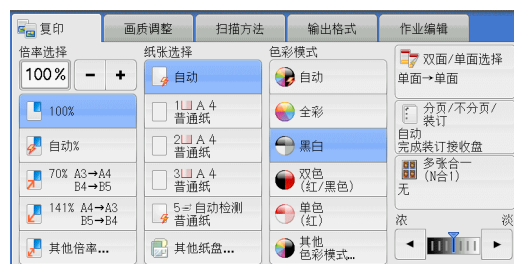 复印
画质调整
扫描方法
输出格式
作业编辑
倍率选择
100%
-
+
100%
自动%
70% A3→A4
B4→B5
141% A4→A3
B5→B4
其他倍率...
纸张选择
自动
1 A 4
普通纸
2 A 4
普通纸
3 A 4
普通纸
5 自动检测
普通纸
其他纸盘...
色彩模式
自动
全彩
黑白
双色
(红/黑色)
单色
(红)
其他
色彩模式...
双面/单面选择
单面→单面
分页/不分页/
装订
自动
完成装订接收盘
多张合一
(N合1)
无
浓
淡